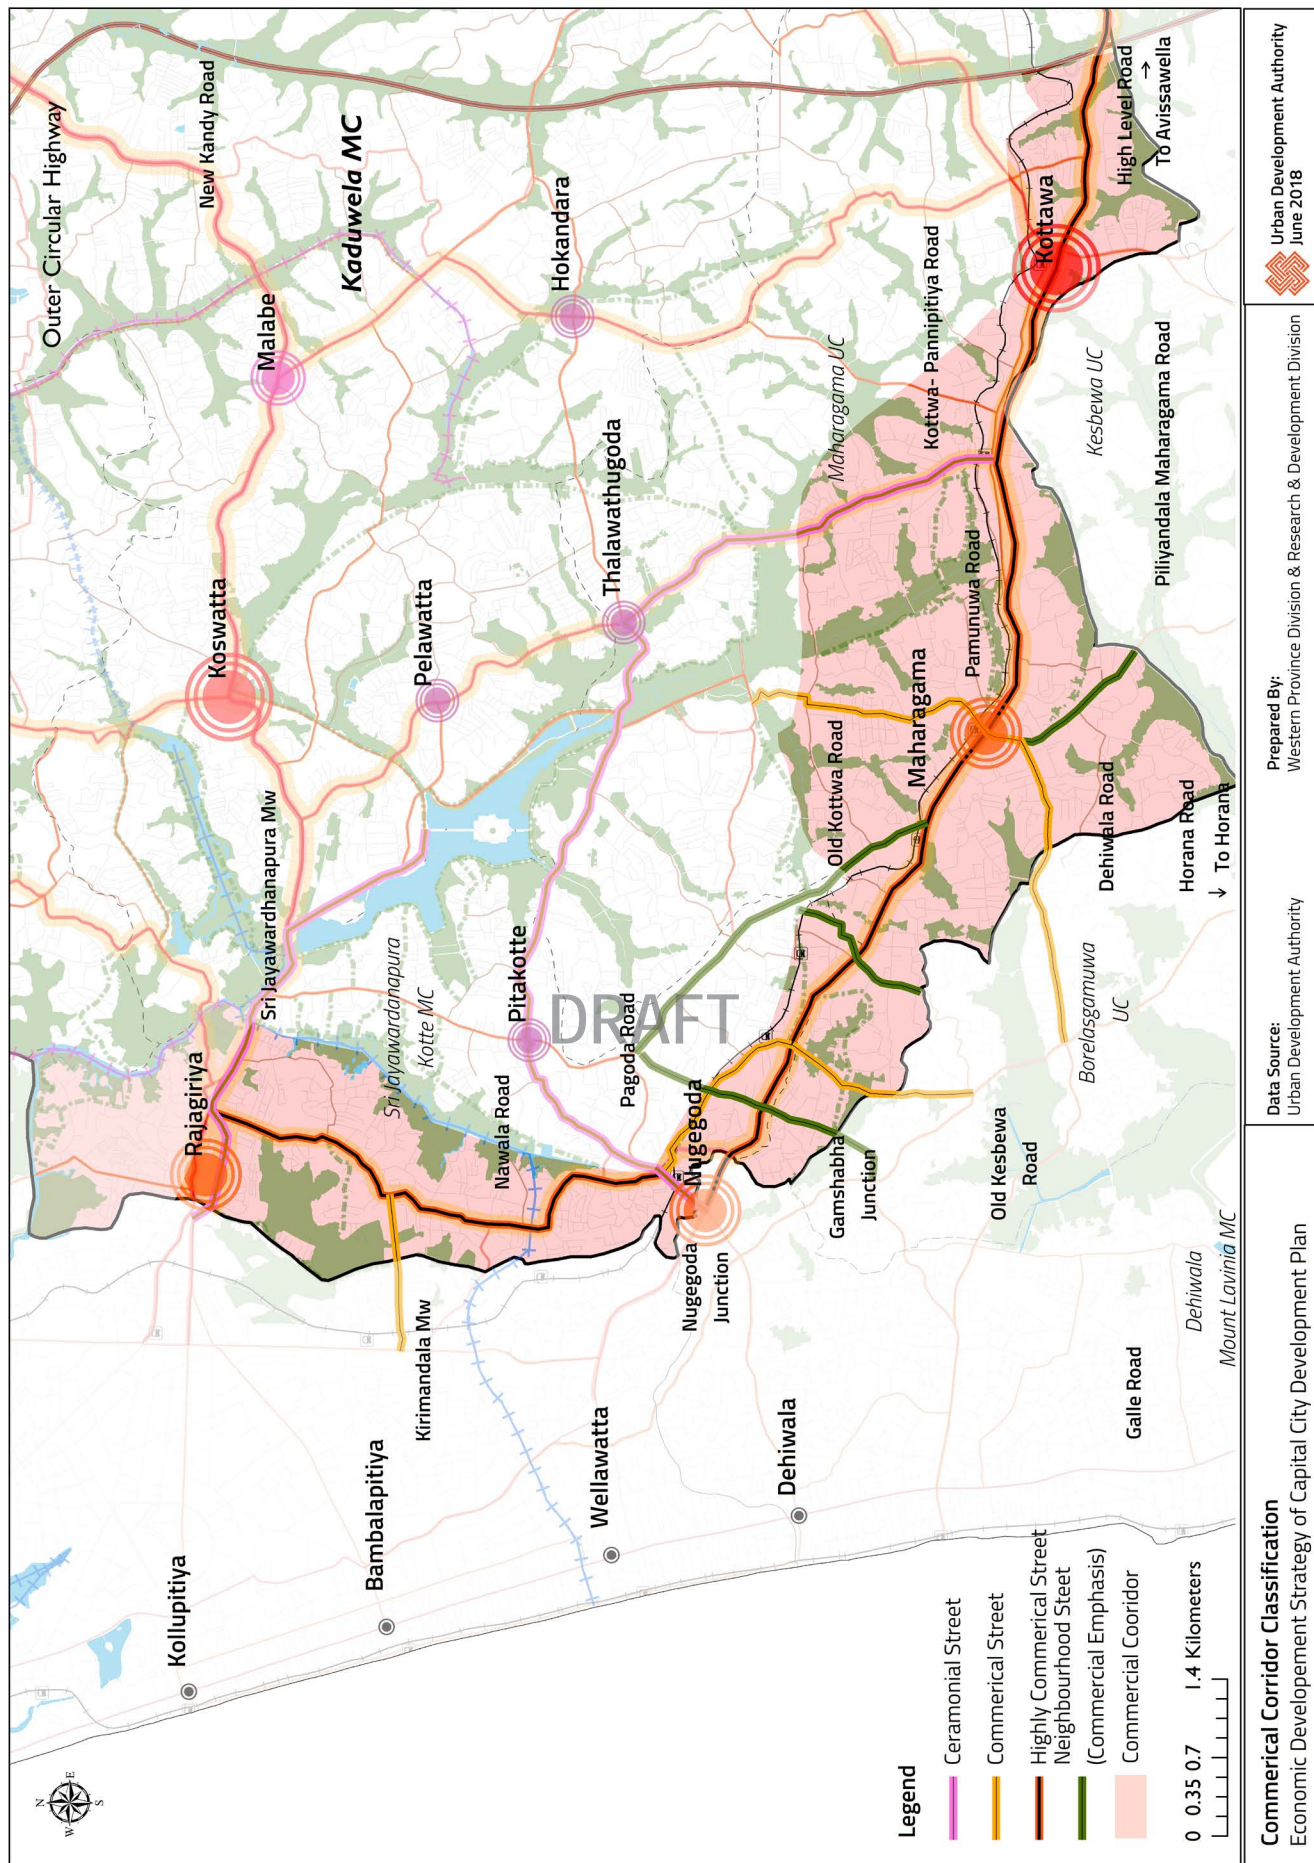 Outer Circular Highway
New Kandy Road
Kaduwela MC
Malabe
Hokandara
Koswatta
Pelawatta
Thalawathugoda
Maharagama UC
Kottwa- Pannipitiya Road
Kottawa
High Level Road
To Avissawella
Kesbewa UC
Piliyandala Maharagama Road
Pamunuwa Road
Maharagama
Old Kottwa Road
Dehiwala Road
Horana Road
To Horana
Sri Jayawardhanapura Mw
Sri Jayawardanapura
Kotte MC
Pitakotte
DRAFT
Pagoda Road
Rajagiriya
Nawala Road
Nugegoda
Nugegoda
Junction
Gamshabha
Junction
Old Kesbewa
Road
Borelasgamuwa
UC
Kirimandala Mw
Kollupitiya
Bambalapitiya
Wellawatta
Dehiwala
Galle Road
Dehiwala
Mount Lavinia MC
N
W
E
S
Legend
Ceramonial Street
Commerical Street
Highly Commerical Street
Neighbourhood Steet
(Commercial Emphasis)
Commercial Cooridor
0 0.35 0.7 1.4 Kilometers
Commerical Corridor Classification
Economic Developement Strategy of Capital City Development Plan
Data Source:
Urban Development Authority
Prepared By:
Western Province Division & Research & Development Division
Urban Development Authority
June 2018